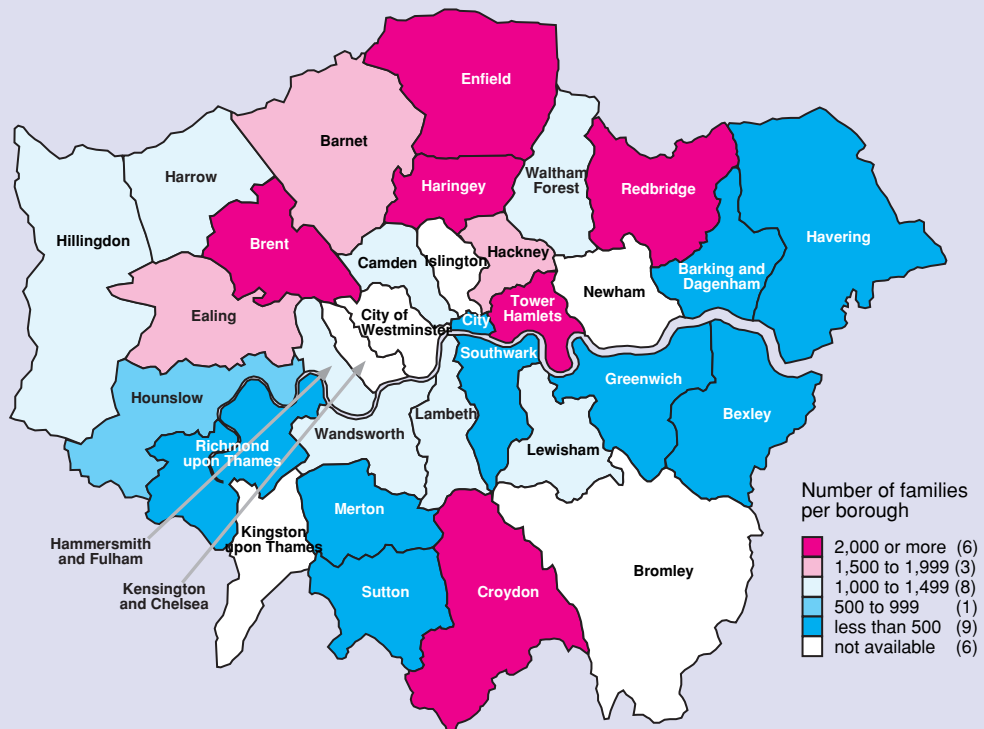 Enfield
Barnet
Harrow
Haringey
Waltham
Forest
Redbridge
Hillingdon
Brent
Camden
Islington
Hackney
Havering
Barking and
Dagenham
Newham
Tower
Hamlets
Ealing
City of
Westminster
City
Southwark
Greenwich
Hounslow
Lambeth
Bexley
Wandsworth
Lewisham
Richmond
upon Thames
Merton
Kingston
upon Thames
Hammersmith
and Fulham
Kensington
and Chelsea
Sutton
Croydon
Bromley
Number of families
per borough
2,000 or more (6)
1,500 to 1,999 (3)
1,000 to 1,499 (8)
500 to 999 (1)
less than 500 (9)
not available (6)